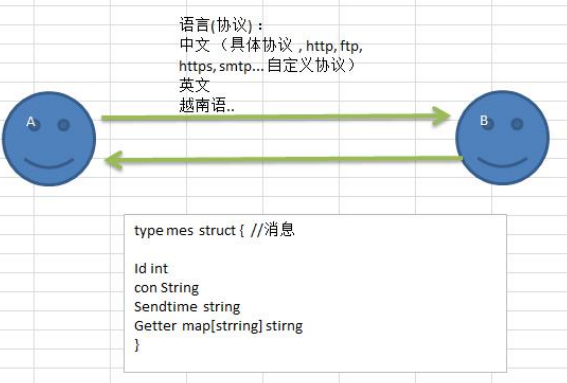 语言(协议)：
中文（具体协议 , http, ftp,
https, smtp... 自定义协议）
英文
越南语..
A
B
type mes struct { //消息
Id int
con String
Sendtime string
Getter map[strring] stirng
}